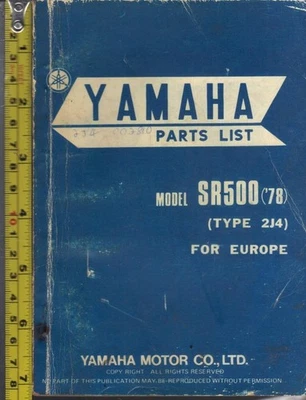 YAMAHA
PARTS LIST
MODEL SR500('78)
(TYPE 2J4)
FOR EUROPE
YAMAHA MOTOR CO., LTD.
COPY RIGHT ALL RIGHTS RESERVED
NO PART OF THIS PUBLICATION MAY BE REPRODUCED WITHOUT PERMISSION